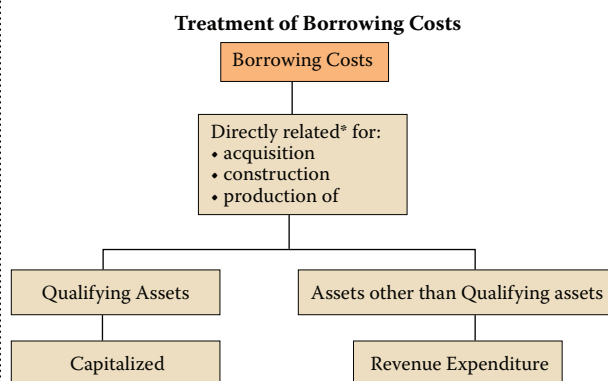 Treatment of Borrowing Costs
Borrowing Costs
Directly related* for:
• acquisition
• construction
• production of
Qualifying Assets
Assets other than Qualifying assets
Capitalized
Revenue Expenditure